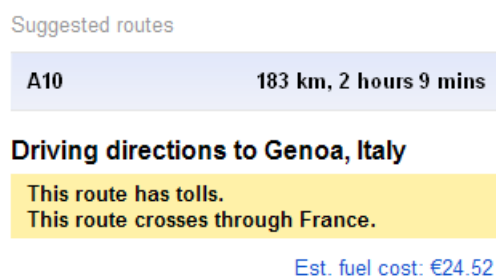 Suggested routes
A10 183 km, 2 hours 9 mins
Driving directions to Genoa, Italy
This route has tolls.
This route crosses through France.
Est. fuel cost: €24.52